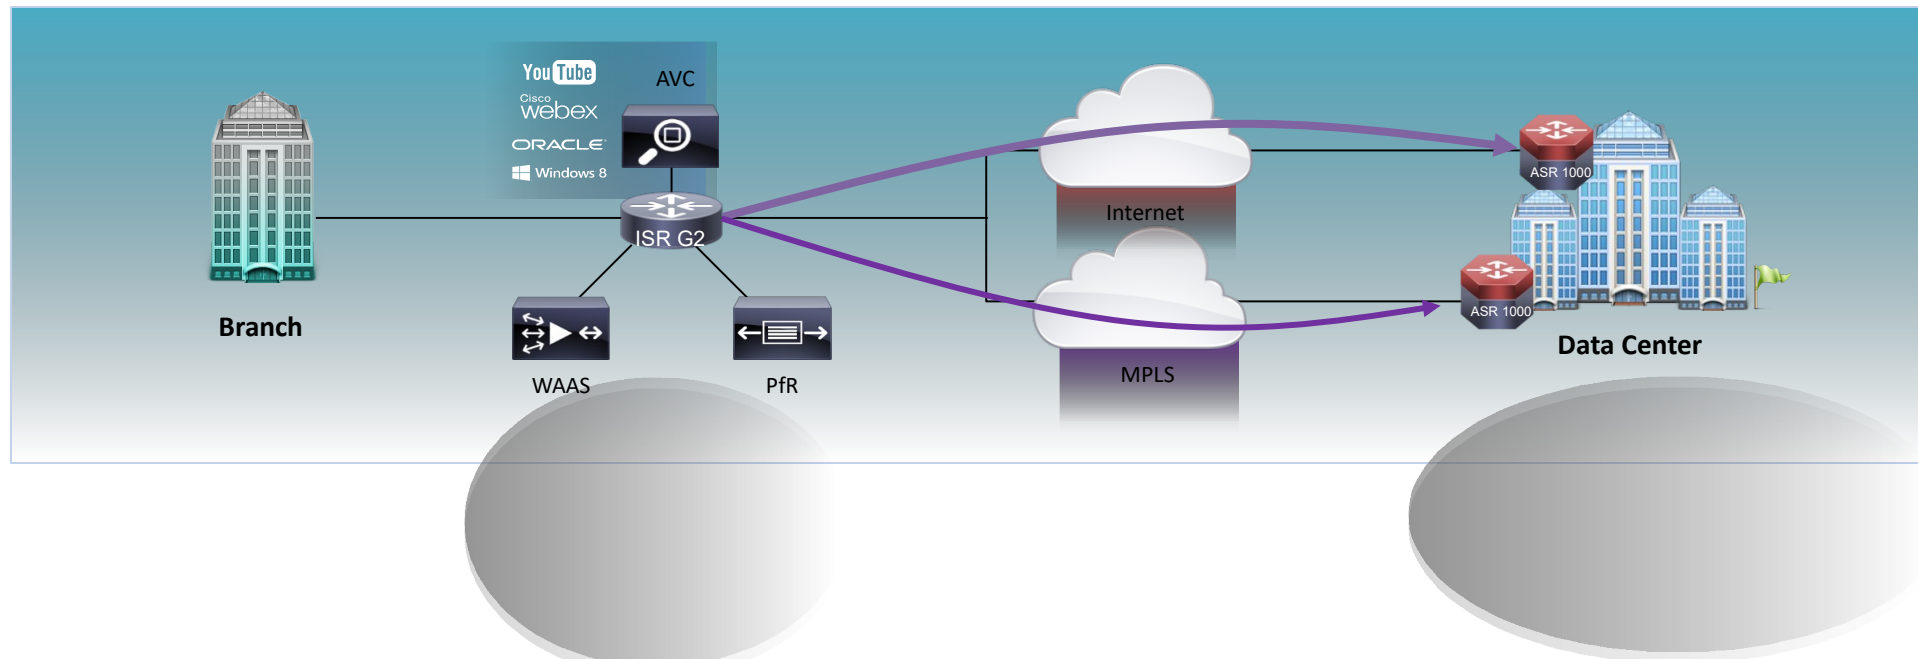 YouTube
Cisco
webex
ORACLE
Windows 8
AVC
ISR G2
WAAS
PfR
Branch
Internet
MPLS
ASR 1000
ASR 1000
Data Center